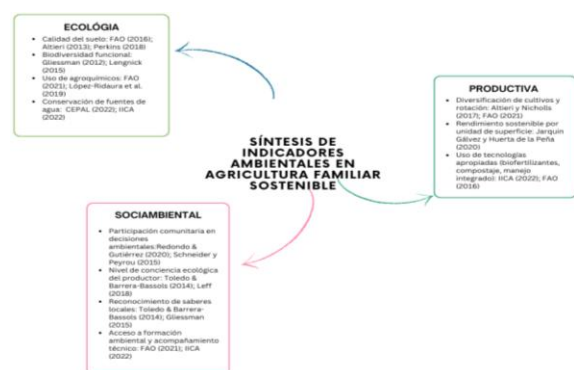 ECOLÓGIA
• Calidad del suelo: FAO (2016);
Altieri (2013); Perkins (2018)
• Biodiversidad funcional:
Gliessman (2012); Lengnick
(2015)
• Uso de agroquímicos: FAO
(2021); López-Ridaura et al.
(2019)
• Conservación de fuentes de
agua: CEPAL (2022); IICA
(2022)
SÍNTESIS DE
INDICADORES
AMBIENTALES EN
AGRICULTURA FAMILIAR
SOSTENIBLE
PRODUCTIVA
• Diversificación de cultivos y
rotación: Altieri y Nicholls
(2017); FAO (2021)
• Rendimiento sostenible por
unidad de superficie: Jarquin
Gálvez y Huerta de la Peña
(2020)
• Uso de tecnologías
apropiadas (biofertilizantes,
compostaje, manejo
integrado): IICA (2022); FAO
(2016)
SOCIAMBIENTAL
• Participación comunitaria en
decisiones
ambientales:Redondo &
Gutiérrez (2020); Schneider y
Peyrou (2015)
• Nivel de conciencia ecológica
del productor: Toledo &
Barrera-Bassols (2014); Leff
(2018)
• Reconocimiento de saberes
locales: Toledo & Barrera-
Bassols (2014); Gliessman
(2015)
• Acceso a formación
ambiental y acompañamiento
técnico: FAO (2021); IICA
(2022)